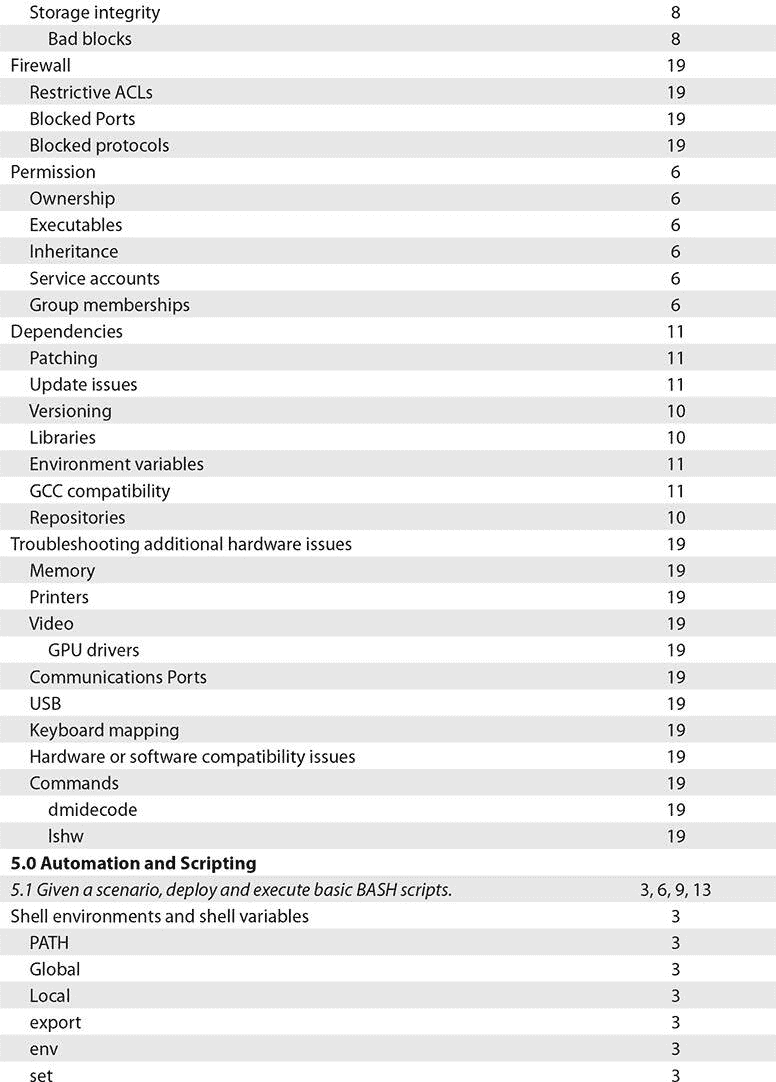 Storage integrity 8
Bad blocks 8
Firewall 19
Restrictive ACLs 19
Blocked Ports 19
Blocked protocols 19
Permission 6
Ownership 6
Executables 6
Inheritance 6
Service accounts 6
Group memberships 6
Dependencies 11
Patching 11
Update issues 11
Versioning 10
Libraries 10
Environment variables 11
GCC compatibility 11
Repositories 10
Troubleshooting additional hardware issues 19
Memory 19
Printers 19
Video 19
GPU drivers 19
Communications Ports 19
USB 19
Keyboard mapping 19
Hardware or software compatibility issues 19
Commands 19
dmidecode 19
lshw 19
5.0 Automation and Scripting
5.1 Given a scenario, deploy and execute basic BASH scripts. 3, 6, 9, 13
Shell environments and shell variables 3
PATH 3
Global 3
Local 3
export 3
env 3
set 3